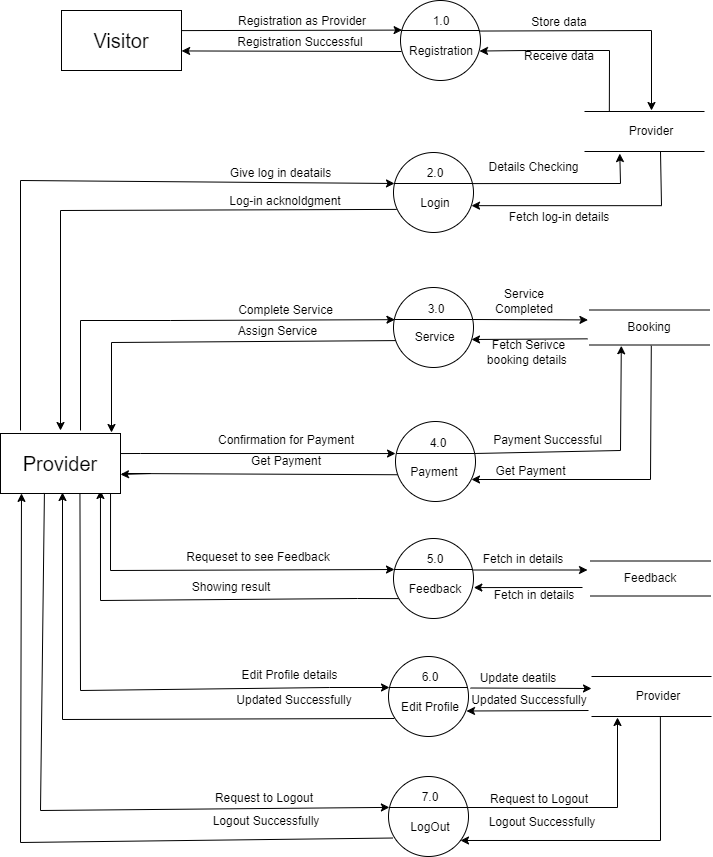 Registration as Provider
1.0
Store data
Visitor
Registration Successful
Registration
Receive data
Provider
Give log in deatails
2.0
Details Checking
Log-in acknoldgment
Login
Fetch log-in details
Complete Service
3.0
Service
Completed
Booking
Assign Service
Service
Fetch Serivce
booking details
Confirmation for Payment
4.0
Payment Successful
Provider
Get Payment
Payment
Get Payment
Requeset to see Feedback
5.0
Fetch in details
Feedback
Showing result
Feedback
Fetch in details
Edit Profile details
6.0
Update deatils
Provider
Updated Successfully
Edit Profile
Updated Successfully
Request to Logout
7.0
Request to Logout
Logout Successfully
LogOut
Logout Successfully